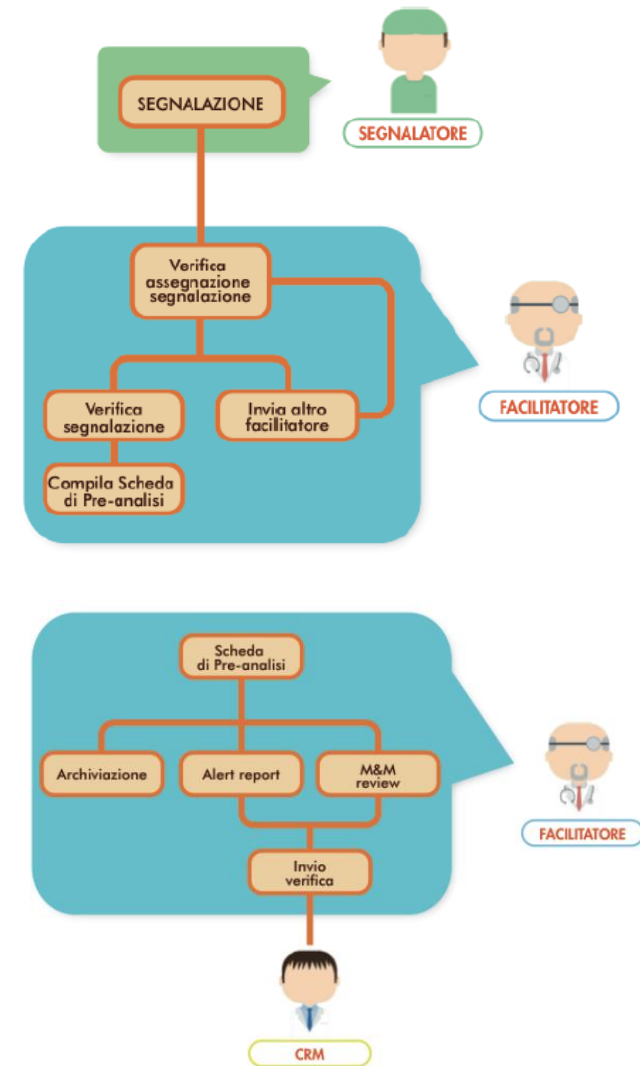 SEGNALAZIONE
SEGNALATORE
Verifica
assegnazione
segnalazione
Verifica
segnalazione
Invia altro
facilitatore
FACILITATORE
Compila Scheda
di Pre-analisi
Scheda
di Pre-analisi
Archiviazione
Alert report
M&M
review
FACILITATORE
Invio
verifica
CRM